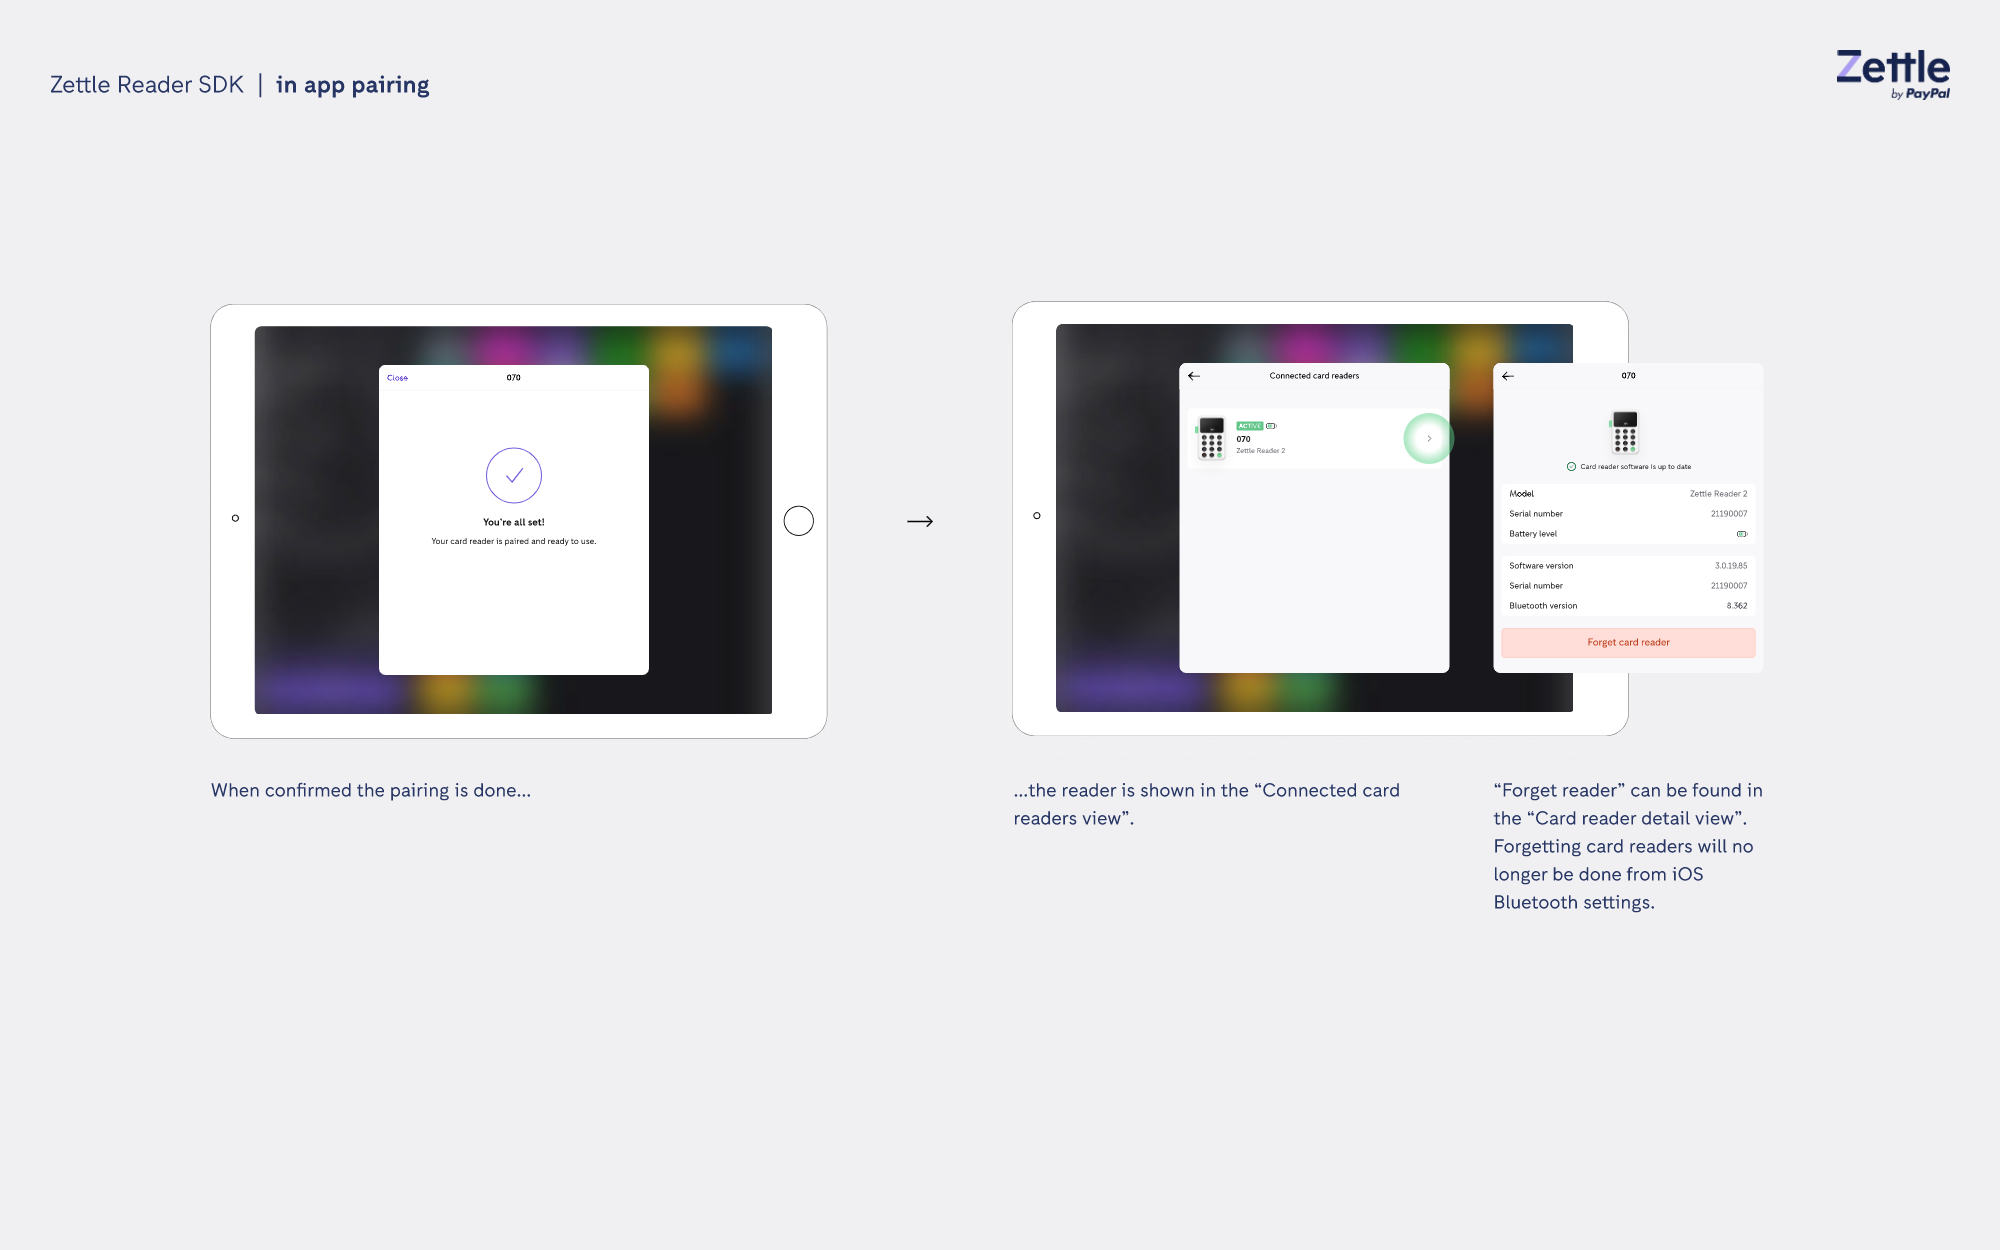 Zettle Reader SDK | in app pairing
Zettle
by PayPal
Close
070
You're all set!
Your card reader is paired and ready to use.
When confirmed the pairing is done...
Connected card readers
ACTIVE
070
Zettle Reader 2
...the reader is shown in the “Connected card
readers view”.
070
Card reader software is up to date
Model Zettle Reader 2
Serial number 21190007
Battery level
Software version 3.0.19.85
Serial number 21190007
Bluetooth version 8.362
Forget card reader
“Forget reader” can be found in
the “Card reader detail view”.
Forgetting card readers will no
longer be done from iOS
Bluetooth settings.